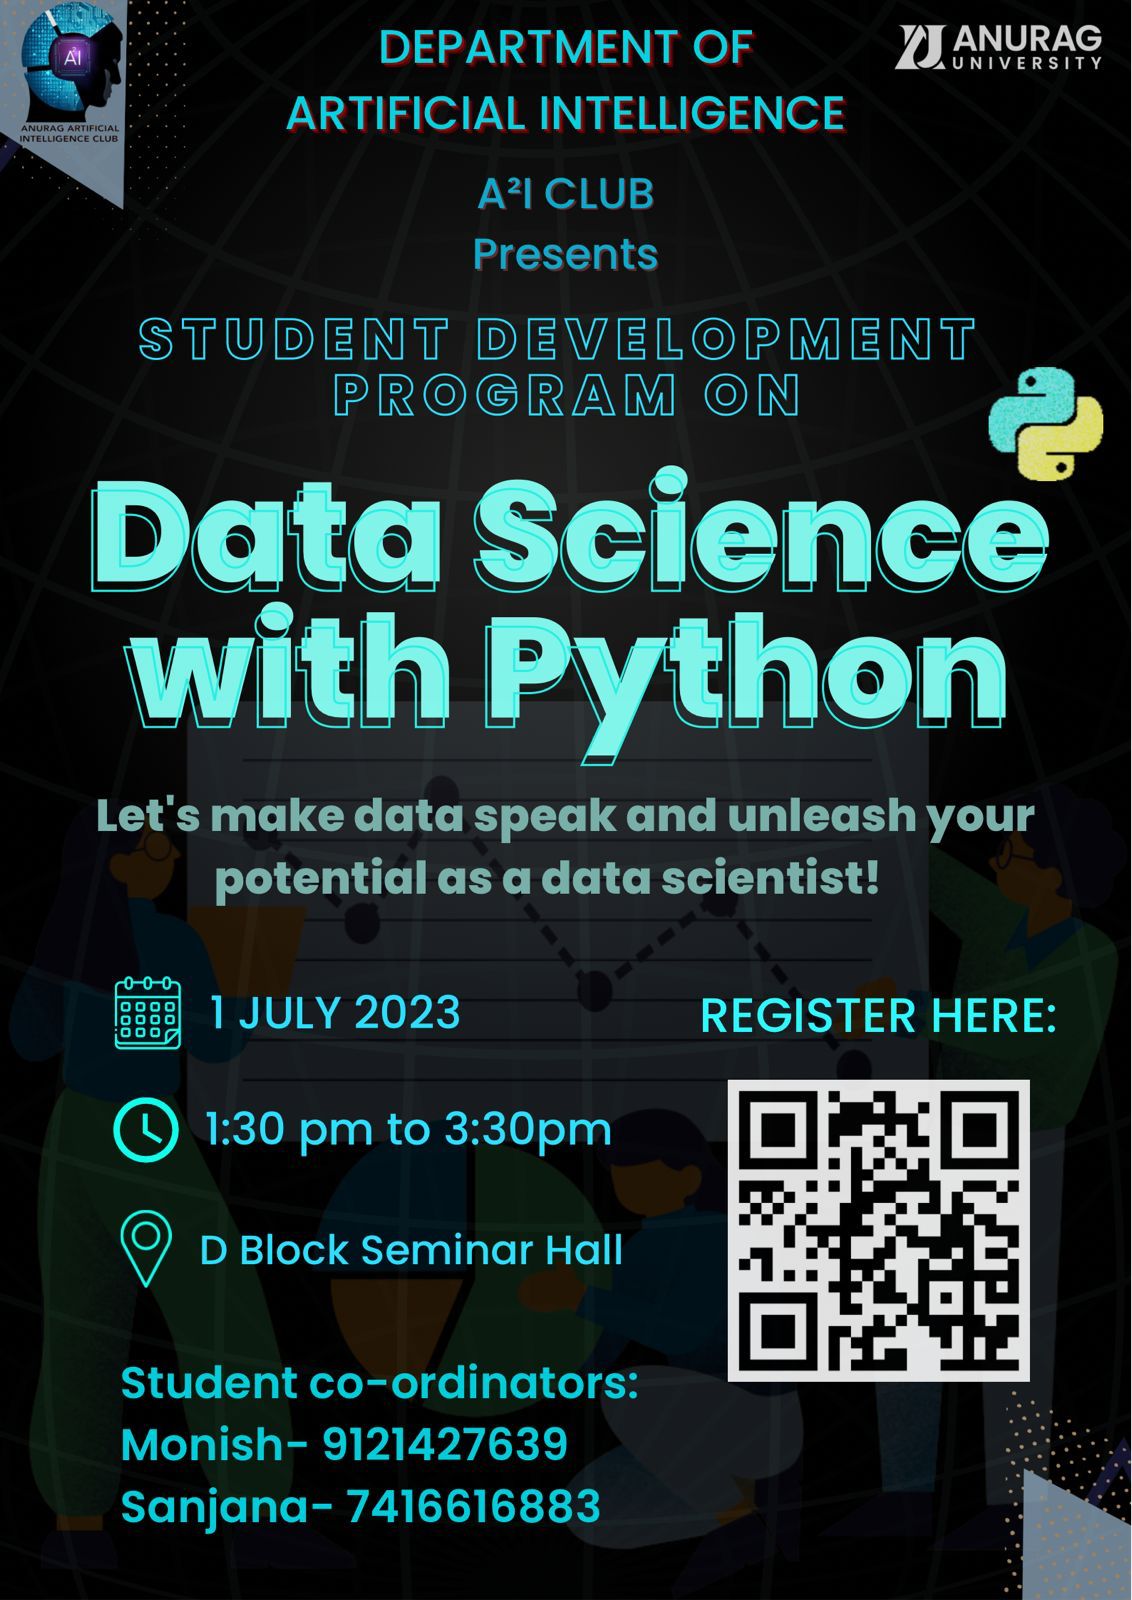 A²I
ANURAG ARTIFICIAL
INTELLIGENCE CLUB
ANURAG
UNIVERSITY
DEPARTMENT OF
ARTIFICIAL INTELLIGENCE
A²I CLUB
Presents
STUDENT DEVELOPMENT
PROGRAM ON
Data Science
with Python
Let's make data speak and unleash your
potential as a data scientist!
1 JULY 2023
1:30 pm to 3:30pm
D Block Seminar Hall
REGISTER HERE:
Student co-ordinators:
Monish- 9121427639
Sanjana- 7416616883